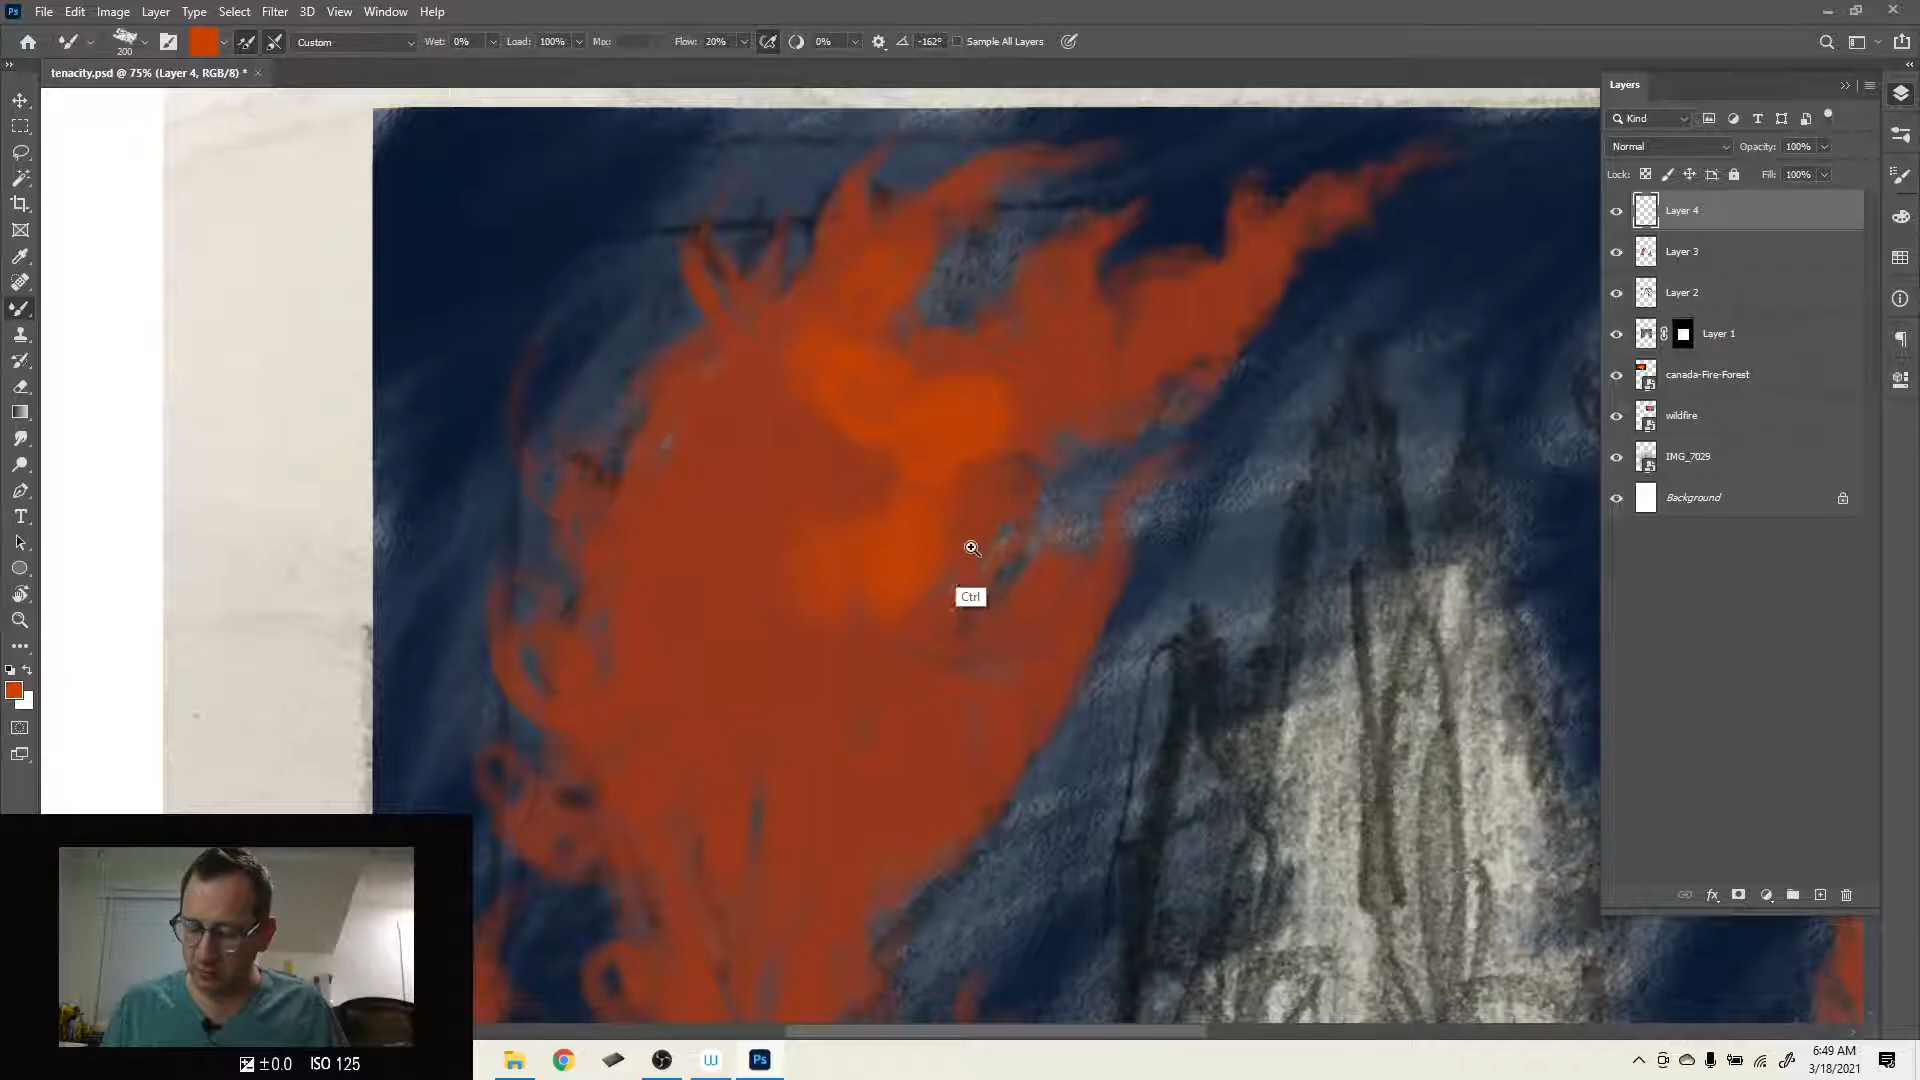 Ps File Edit Image Layer Type Select Filter 3D View Window Help
200 Custom Wet: 0% Load: 100% Mix: Flow: 20% 0% -162° Sample All Layers
tenacity.psd @ 75% (Layer 4, RGB/8) *
Layers
Kind
Normal Opacity: 100%
Lock: Fill: 100%
Layer 4
Layer 3
Layer 2
Layer 1
canada-Fire-Forest
wildfire
IMG_7029
Background
Ctrl
±0.0 ISO 125
Ps
6:49 AM
3/18/2021